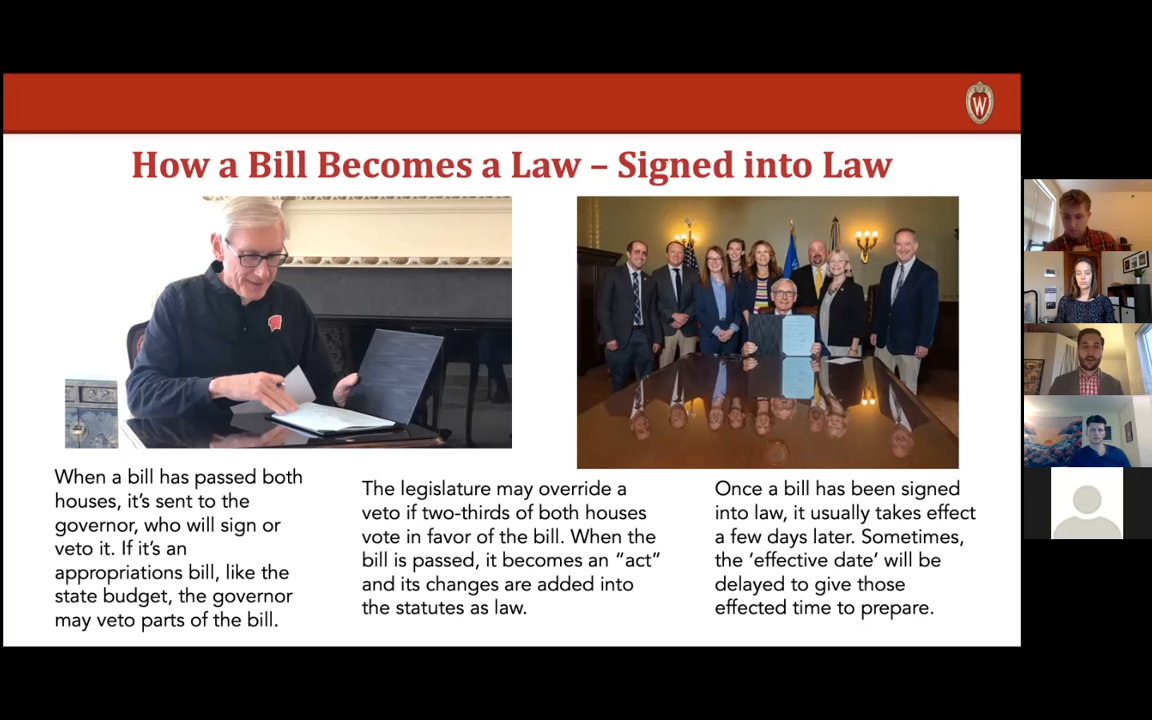 W
How a Bill Becomes a Law – Signed into Law
When a bill has passed both
houses, it’s sent to the
governor, who will sign or
veto it. If it’s an
appropriations bill, like the
state budget, the governor
may veto parts of the bill.
The legislature may override a
veto if two-thirds of both houses
vote in favor of the bill. When the
bill is passed, it becomes an “act”
and its changes are added into
the statutes as law.
Once a bill has been signed
into law, it usually takes effect
a few days later. Sometimes,
the ‘effective date’ will be
delayed to give those
effected time to prepare.